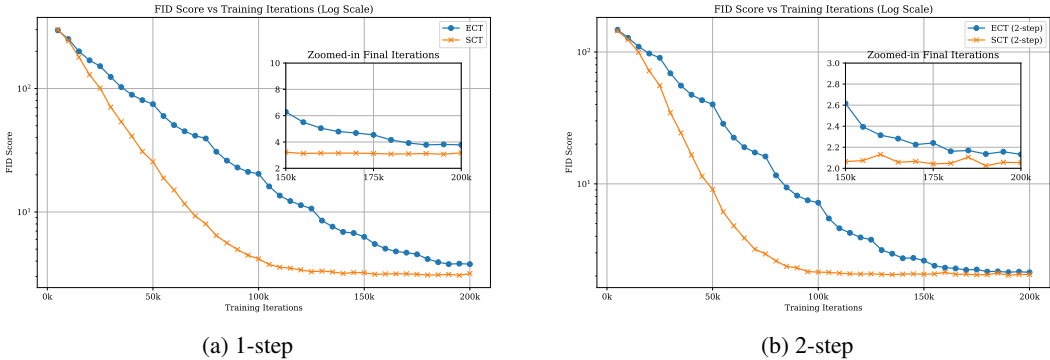 FID Score vs Training Iterations (Log Scale)
ECT
SCT
Zoomed-in Final Iterations
10
8
6
4
2
150k
175k
200k
10²
10¹
FID Score
0k
50k
100k
150k
200k
Training Iterations
(a) 1-step
FID Score vs Training Iterations (Log Scale)
ECT (2-step)
SCT (2-step)
Zoomed-in Final Iterations
3.0
2.8
2.6
2.4
2.2
2.0
150k
175k
200k
10²
10¹
FID Score
0k
50k
100k
150k
200k
Training Iterations
(b) 2-step